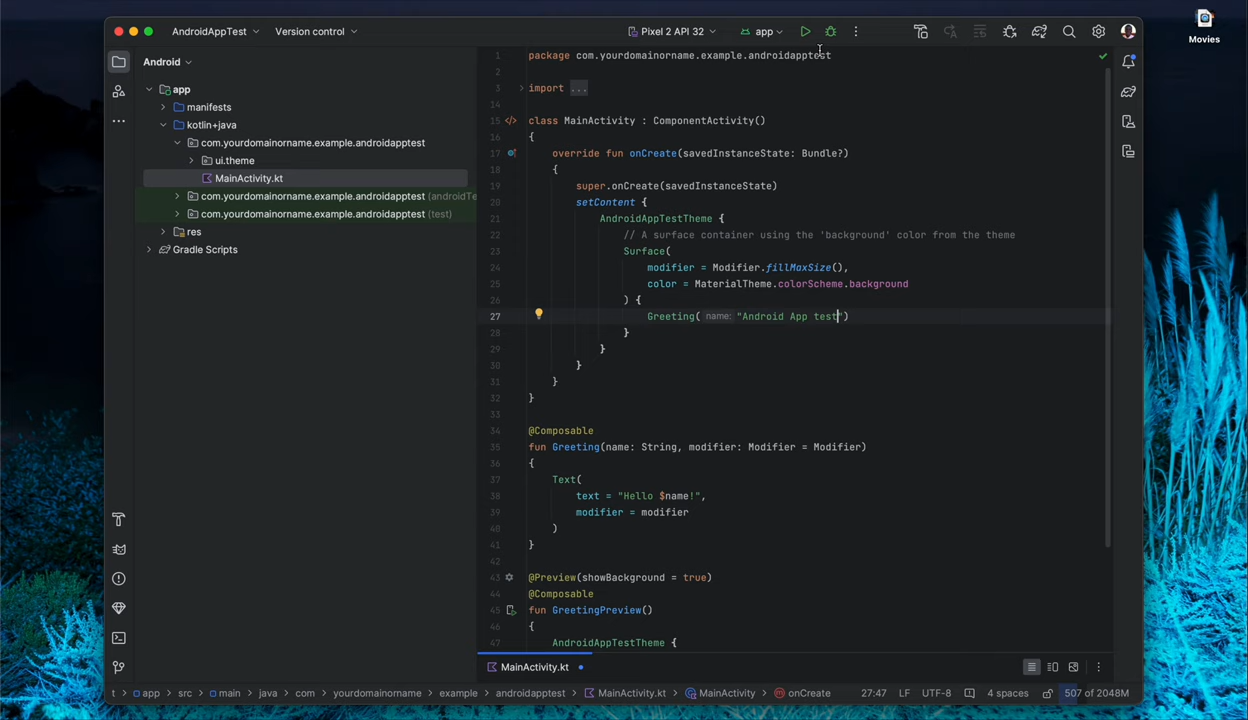 AndroidAppTest
Version control
Pixel 2 API 32
app
Movies
Android
app
manifests
kotlin+java
com.yourdomainorname.example.androidapptest
ui.theme
MainActivity.kt
com.yourdomainorname.example.androidapptest (androidTe
com.yourdomainorname.example.androidapptest (test)
res
Gradle Scripts
1 package com.yourdomainorname.example.androidapptest
2
3 import ...
14
15 class MainActivity : ComponentActivity()
16 {
17 override fun onCreate(savedInstanceState: Bundle?)
18 {
19 super.onCreate(savedInstanceState)
20 setContent {
21 AndroidAppTestTheme {
22 // A surface container using the 'background' color from the theme
23 Surface(
24 modifier = Modifier.fillMaxSize(),
25 color = MaterialTheme.colorScheme.background
26 ) {
27 Greeting( name: "Android App test")
28 }
29 }
30 }
31 }
32 }
33
34 @Composable
35 fun Greeting(name: String, modifier: Modifier = Modifier)
36 {
37 Text(
38 text = "Hello $name!",
39 modifier = modifier
40 )
41 }
42
43 @Preview(showBackground = true)
44 @Composable
45 fun GreetingPreview()
46 {
47 AndroidAppTestTheme {
MainActivity.kt
t > app > src > main > java > com > yourdomainorname > example > androidapptest > MainActivity.kt > MainActivity > onCreate
27:47 LF UTF-8 4 spaces 507 of 2048M